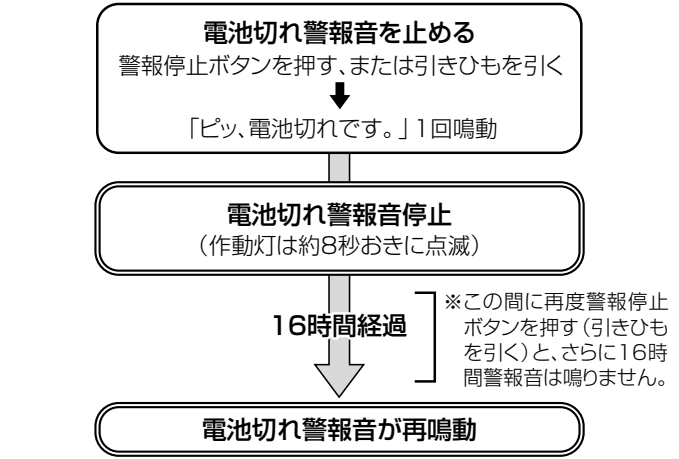 電池切れ警報音を止める
警報停止ボタンを押す、または引きひもを引く
「ピッ、電池切れです。」1回鳴動
電池切れ警報音停止
（作動灯は約8秒おきに点滅）
16時間経過
※この間に再度警報停止
ボタンを押す（引きひも
を引く）と、さらに16時
間警報音は鳴りません。
電池切れ警報音が再鳴動